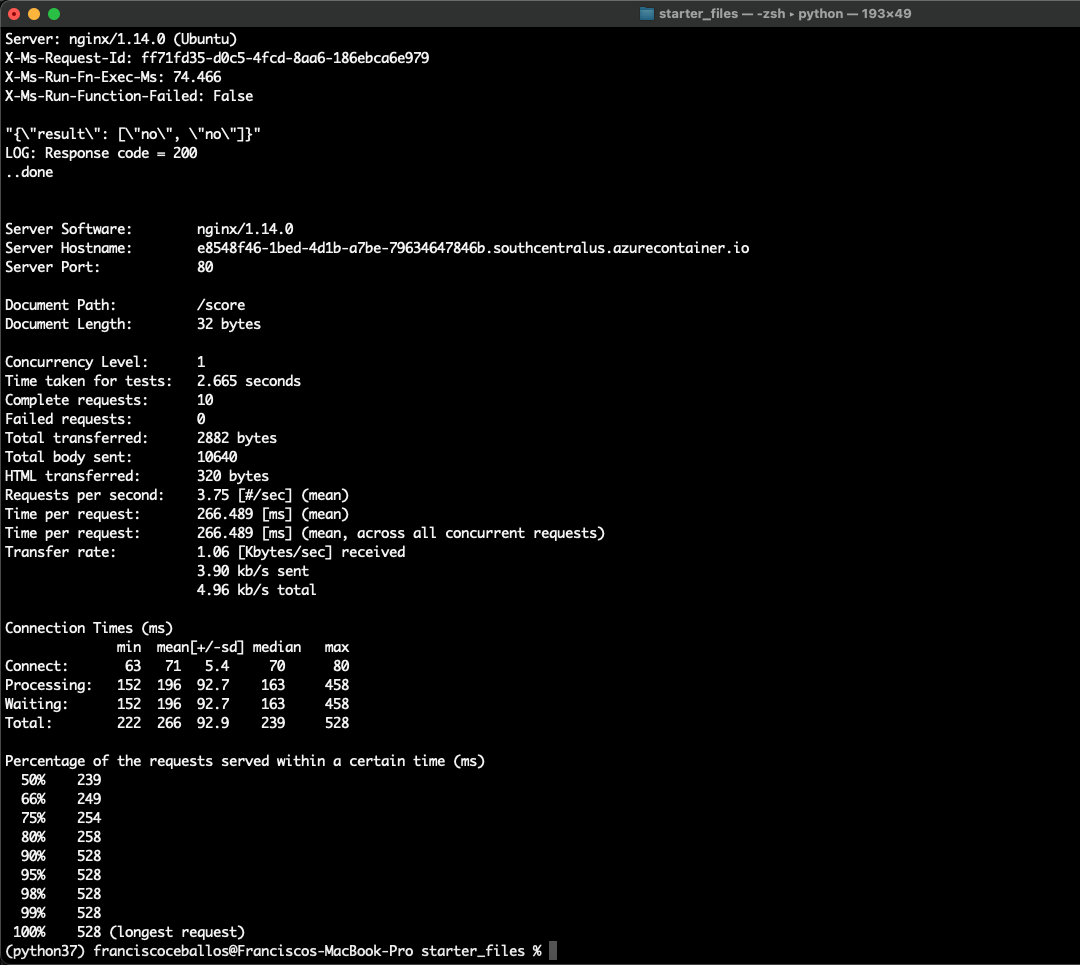 starter_files — -zsh ▸ python — 193×49
Server: nginx/1.14.0 (Ubuntu)
X-Ms-Request-Id: ff71fd35-d0c5-4fcd-8aa6-186ebca6e979
X-Ms-Run-Fn-Exec-Ms: 74.466
X-Ms-Run-Function-Failed: False
"{\"result\": [\"no\", \"no\"]}"
LOG: Response code = 200
..done
Server Software:        nginx/1.14.0
Server Hostname:        e8548f46-1bed-4d1b-a7be-79634647846b.southcentralus.azurecontainer.io
Server Port:            80
Document Path:          /score
Document Length:        32 bytes
Concurrency Level:      1
Time taken for tests:   2.665 seconds
Complete requests:      10
Failed requests:        0
Total transferred:      2882 bytes
Total body sent:        10640
HTML transferred:       320 bytes
Requests per second:    3.75 [#/sec] (mean)
Time per request:       266.489 [ms] (mean)
Time per request:       266.489 [ms] (mean, across all concurrent requests)
Transfer rate:          1.06 [Kbytes/sec] received
                        3.90 kb/s sent
                        4.96 kb/s total
Connection Times (ms)
              min  mean[+/-sd] median   max
Connect:       63   71   5.4     70      80
Processing:   152  196  92.7    163     458
Waiting:      152  196  92.7    163     458
Total:        222  266  92.9    239     528
Percentage of the requests served within a certain time (ms)
  50%    239
  66%    249
  75%    254
  80%    258
  90%    528
  95%    528
  98%    528
  99%    528
 100%    528 (longest request)
(python37) franciscoceballos@Franciscos-MacBook-Pro starter_files %